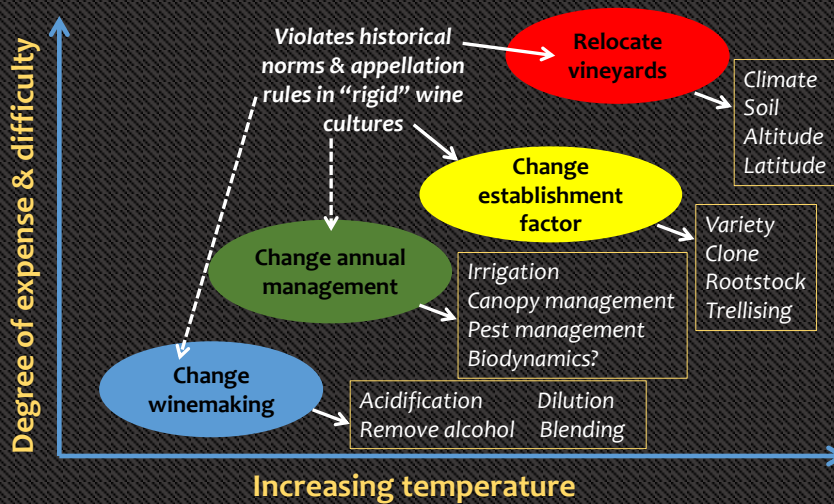 Degree of expense & difficulty
Violates historical
norms & appellation
rules in “rigid” wine
cultures
Relocate
vineyards
Climate
Soil
Altitude
Latitude
Change
establishment
factor
Variety
Clone
Rootstock
Trellising
Change annual
management
Irrigation
Canopy management
Pest management
Biodynamics?
Change
winemaking
Acidification Dilution
Remove alcohol Blending
Increasing temperature